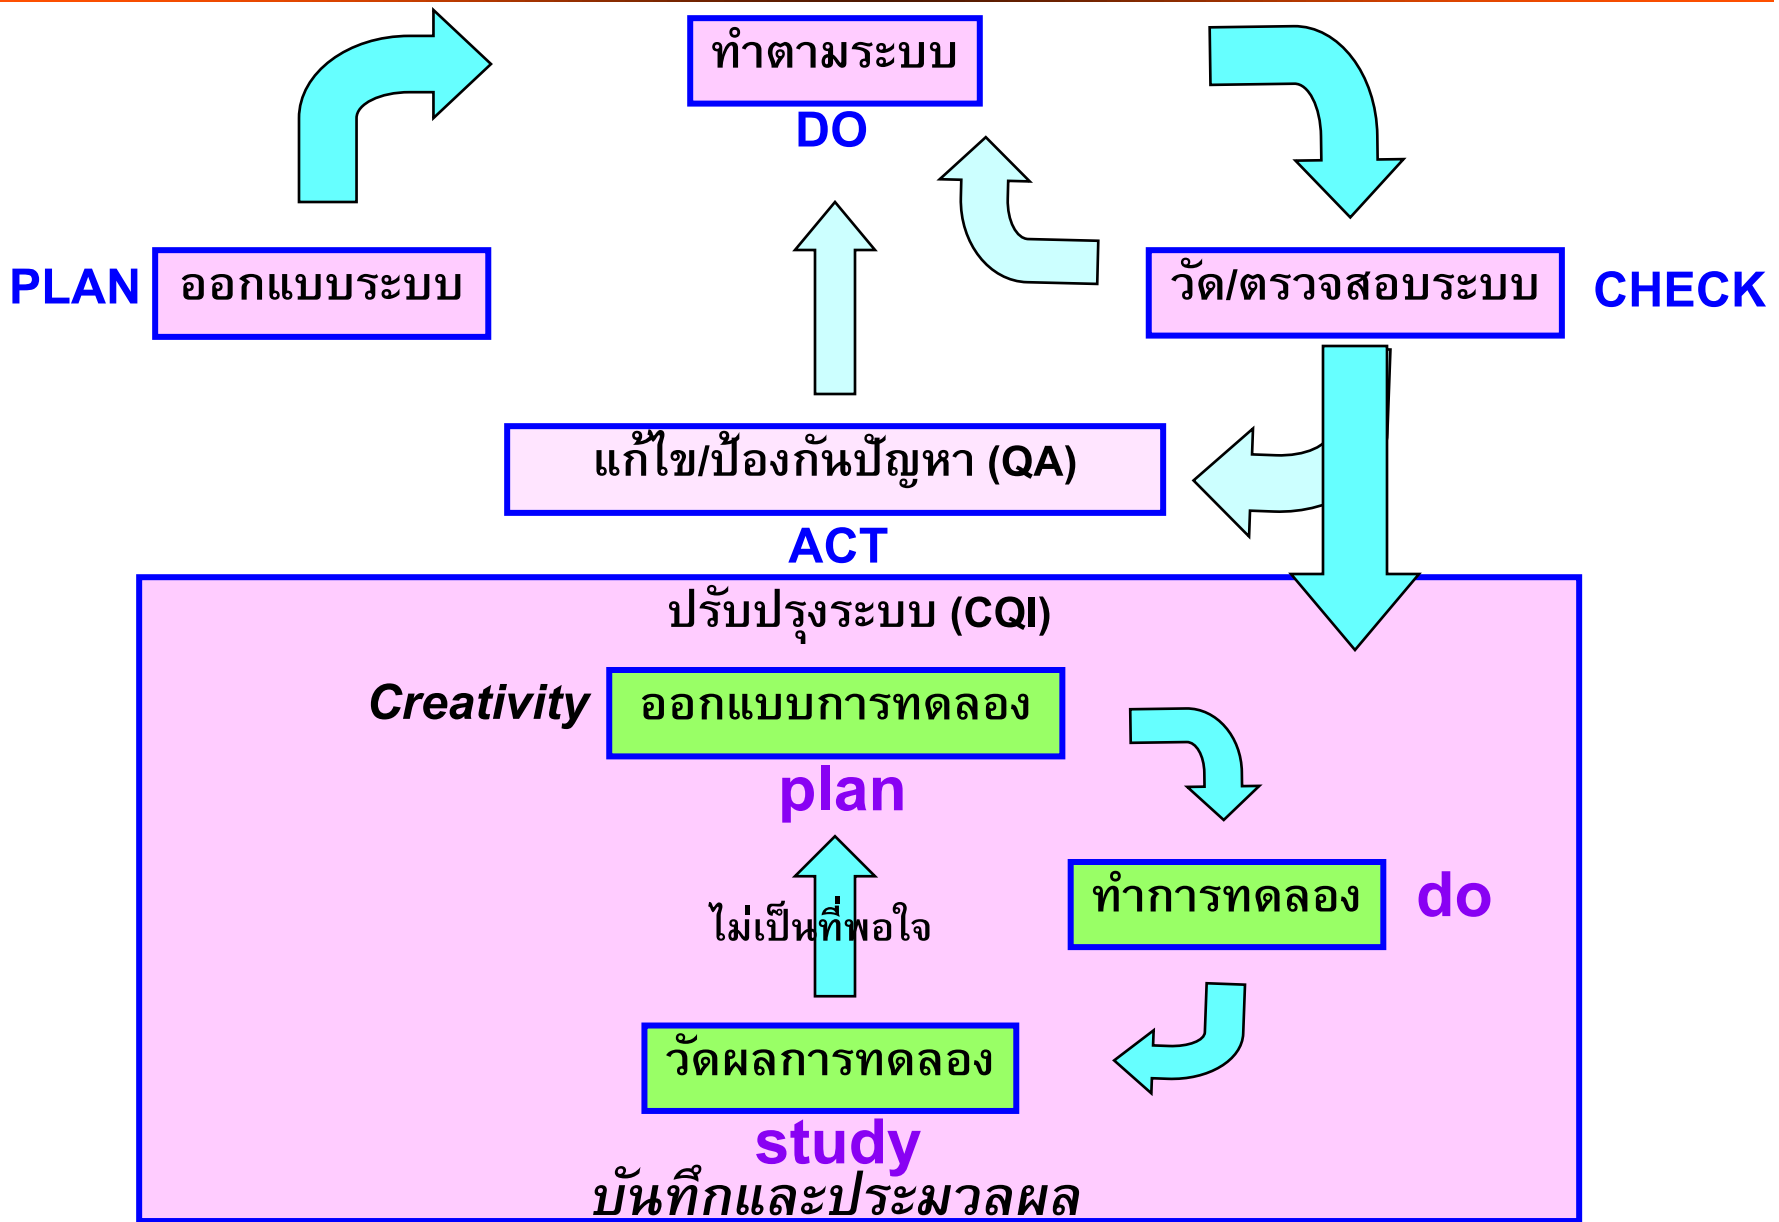 ทำตามระบบ
DO
PLAN
ออกแบบระบบ
วัด/ตรวจสอบระบบ
CHECK
แก้ไข/ป้องกันปัญหา (QA)
ACT
ปรับปรุงระบบ (CQI)
Creativity
ออกแบบการทดลอง
plan
ทำการทดลอง
do
ไม่เป็นที่พอใจ
วัดผลการทดลอง
study
บันทึกและประมวลผล